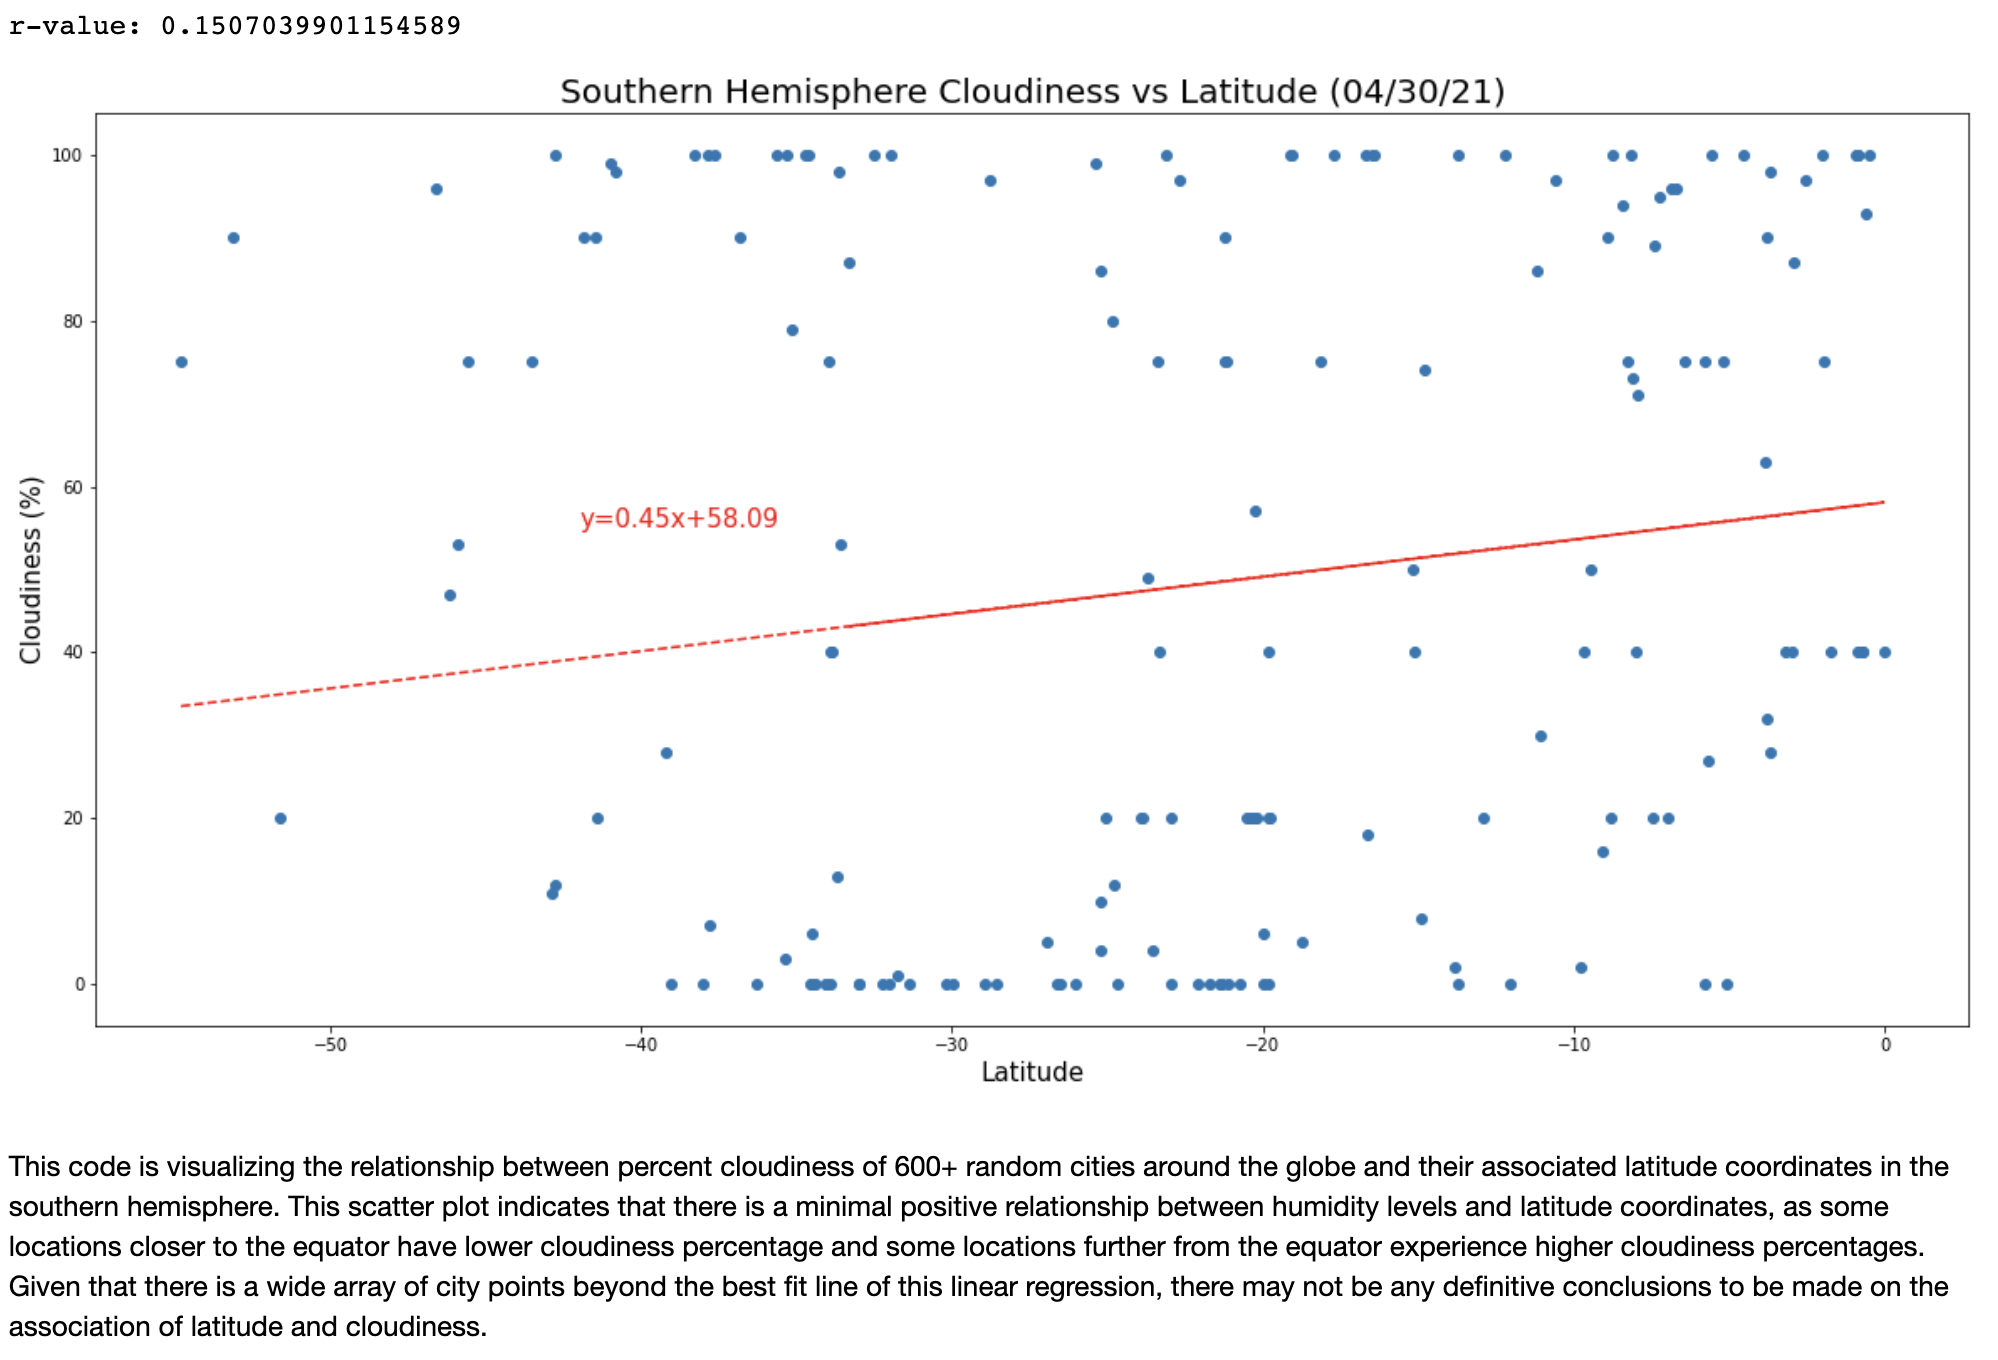 r-value: 0.1507039901154589
Southern Hemisphere Cloudiness vs Latitude (04/30/21)
100
80
60
40
20
0
Cloudiness (%)
y=0.45x+58.09
−50
−40
−30
−20
−10
0
Latitude
This code is visualizing the relationship between percent cloudiness of 600+ random cities around the globe and their associated latitude coordinates in the
southern hemisphere. This scatter plot indicates that there is a minimal positive relationship between humidity levels and latitude coordinates, as some
locations closer to the equator have lower cloudiness percentage and some locations further from the equator experience higher cloudiness percentages.
Given that there is a wide array of city points beyond the best fit line of this linear regression, there may not be any definitive conclusions to be made on the
association of latitude and cloudiness.